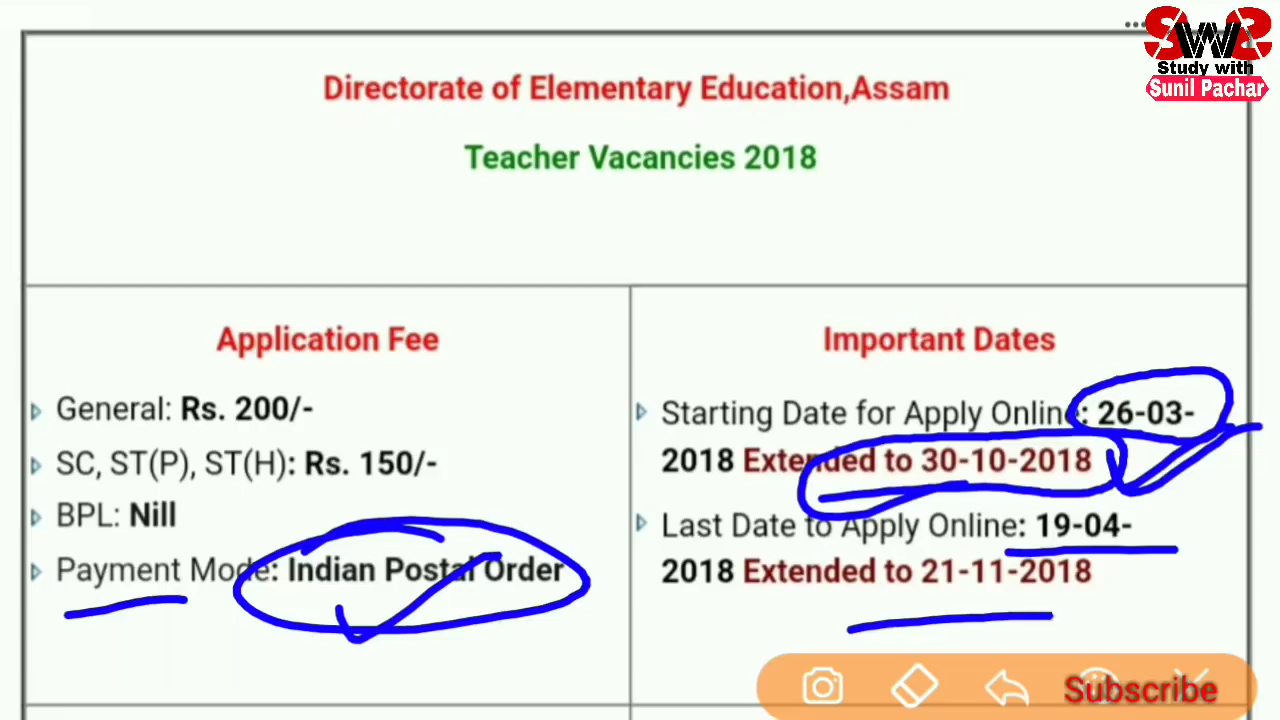 SWS
Study with
Sunil Pachar
Directorate of Elementary Education,Assam
Teacher Vacancies 2018
Application Fee
General: Rs. 200/-
SC, ST(P), ST(H): Rs. 150/-
BPL: Nill
Payment Mode: Indian Postal Order
Important Dates
Starting Date for Apply Online: 26-03-
2018 Extended to 30-10-2018
Last Date to Apply Online: 19-04-
2018 Extended to 21-11-2018
Subscribe